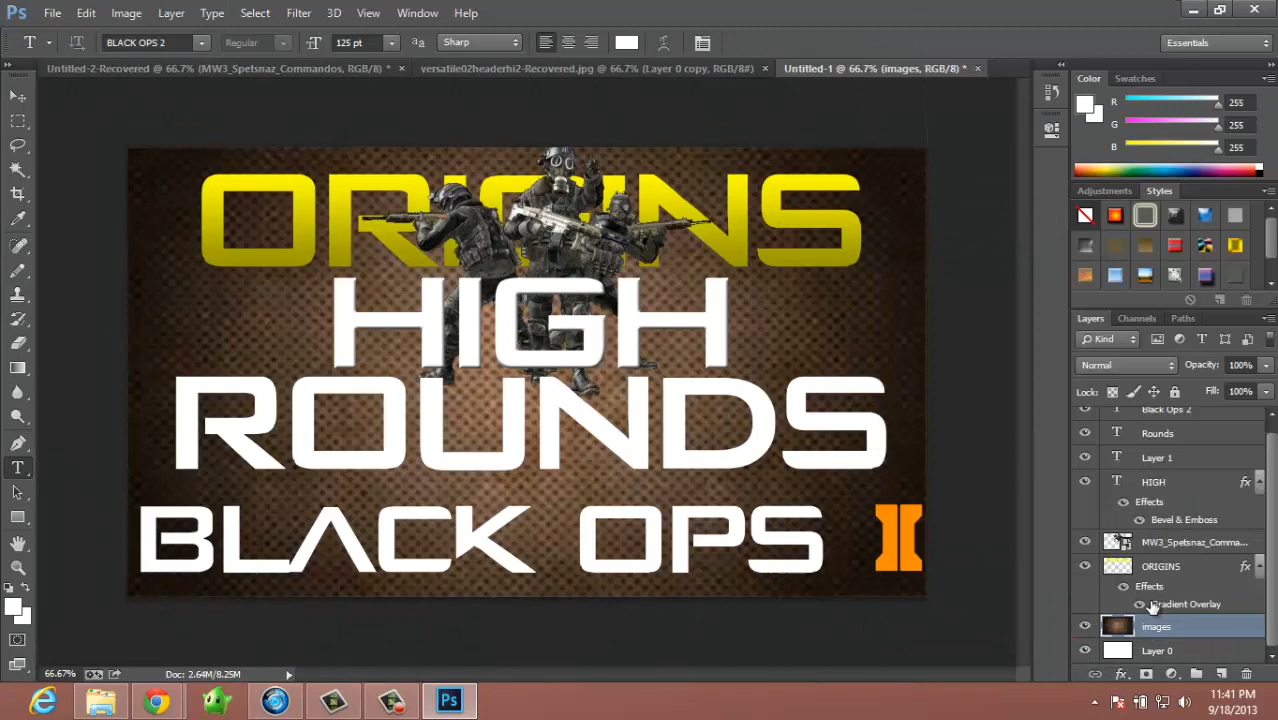 Ps File Edit Image Layer Type Select Filter 3D View Window Help
T BLACK OPS 2 Regular 125 pt aa Sharp Essentials
Untitled-2-Recovered @ 66.7% (MW3_Spetsnaz_Commandos, RGB/8) * × versatile02headerhi2-Recovered.jpg @ 66.7% (Layer 0 copy, RGB/8#) × Untitled-1 @ 66.7% (images, RGB/8) * ×
Color Swatches
R 255
G 255
B 255
Adjustments Styles
ORIGINS
HIGH
ROUNDS
BLACK OPS II
Layers Channels Paths
Kind
Normal Opacity: 100%
Lock: Fill: 100%
Black Ops 2
Rounds
Layer 1
HIGH fx
Effects
Bevel & Emboss
MW3_Spetsnaz_Comma...
ORIGINS fx
Effects
Gradient Overlay
images
Layer 0
66.67% Doc: 2.64M/8.25M
Ps
11:41 PM
9/18/2013